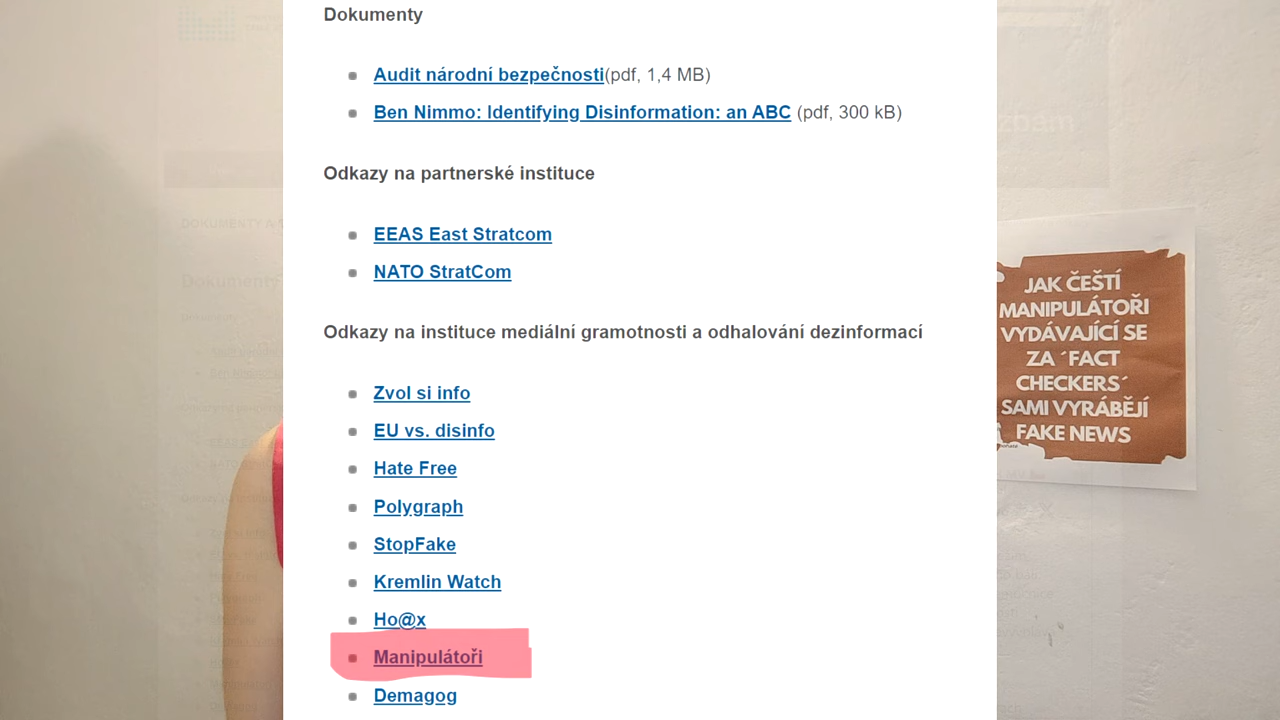 Dokumenty
Audit národní bezpečnosti(pdf, 1,4 MB)
Ben Nimmo: Identifying Disinformation: an ABC (pdf, 300 kB)
Odkazy na partnerské instituce
EEAS East Stratcom
NATO StratCom
Odkazy na instituce mediální gramotnosti a odhalování dezinformací
Zvol si info
EU vs. disinfo
Hate Free
Polygraph
StopFake
Kremlin Watch
Ho@x
Manipulátoři
Demagog
JAK ČEŠTÍ
MANIPULÁTOŘI
VYDÁVAJÍCÍ SE
ZA ´FACT
CHECKERS´
SAMI VYRÁBĚJÍ
FAKE NEWS